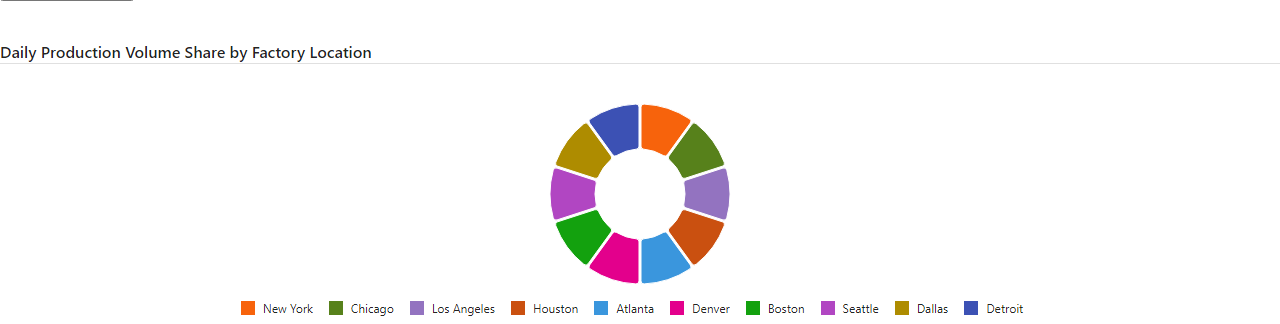 Daily Production Volume Share by Factory Location
New York Chicago Los Angeles Houston Atlanta Denver Boston Seattle Dallas Detroit